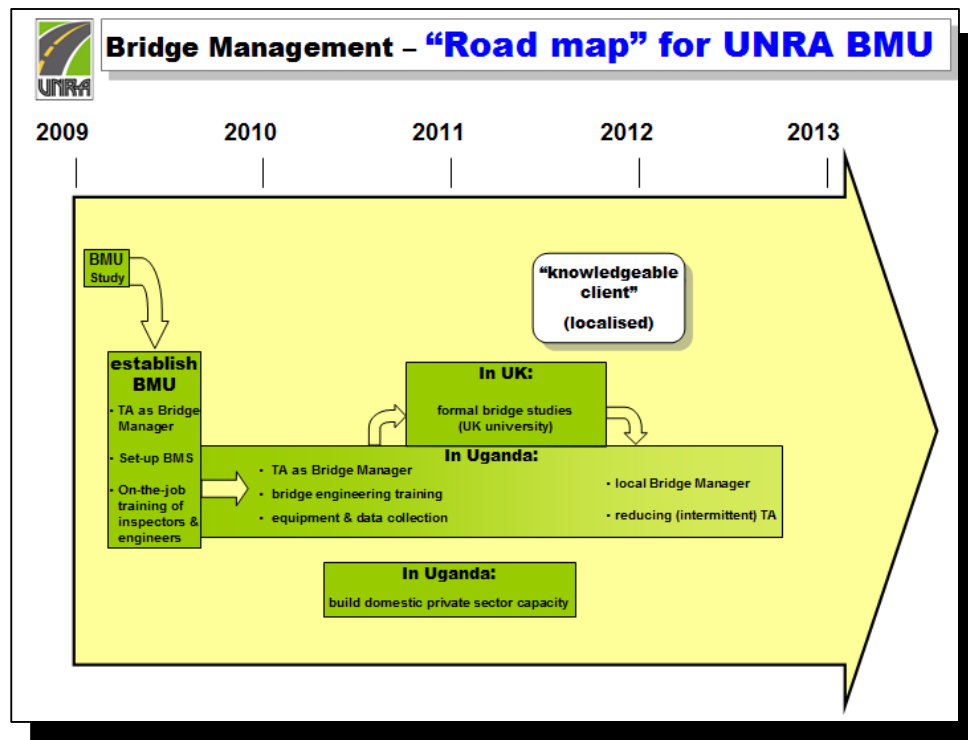 UNRA
Bridge Management – “Road map” for UNRA BMU
2009 2010 2011 2012 2013
BMU
Study
“knowledgeable
client”
(localised)
establish
BMU
• TA as Bridge
Manager
• Set-up BMS
• On-the-job
training of
inspectors &
engineers
In UK:
formal bridge studies
(UK university)
In Uganda:
• TA as Bridge Manager
• bridge engineering training
• equipment & data collection
• local Bridge Manager
• reducing (intermittent) TA
In Uganda:
build domestic private sector capacity